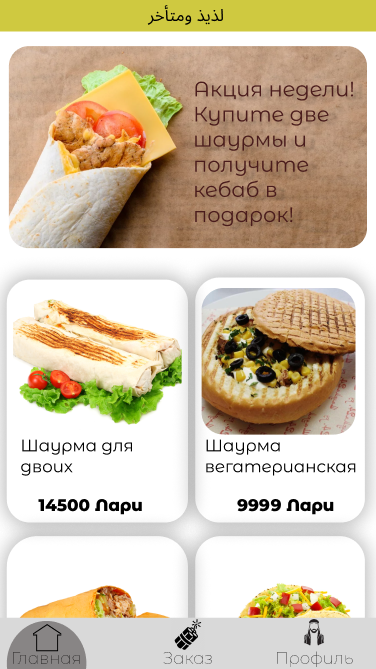 لذيذ ومتأخر
Акция недели!
Купите две
шаурмы и
получите
кебаб в
подарок!
Шаурма для
двоих
14500 Лари
Шаурма
вегатерианская
9999 Лари
Главная
Заказ
Профиль